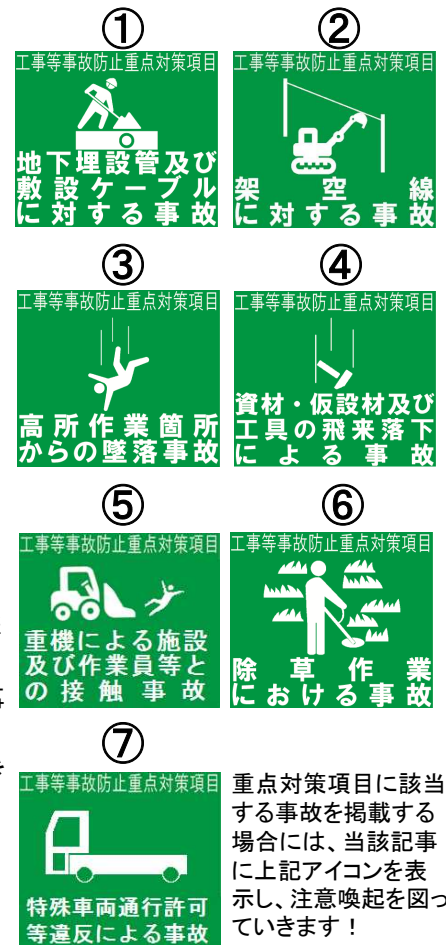 ①
工事等事故防止重点対策項目
地下埋設管及び
敷設ケーブル
に対する事故
②
工事等事故防止重点対策項目
架空線
に対する事故
③
工事等事故防止重点対策項目
高所作業箇所
からの墜落事故
④
工事等事故防止重点対策項目
資材・仮設材及び
工具の飛来落下
による事故
⑤
工事等事故防止重点対策項目
重機による施設
及び作業員等と
の接触事故
⑥
工事等事故防止重点対策項目
除草作業
における事故
⑦
工事等事故防止重点対策項目
特殊車両通行許可
等違反による事故
重点対策項目に該当
する事故を掲載する
場合には、当該記事
に上記アイコンを表
示し、注意喚起を図っ
ていきます！